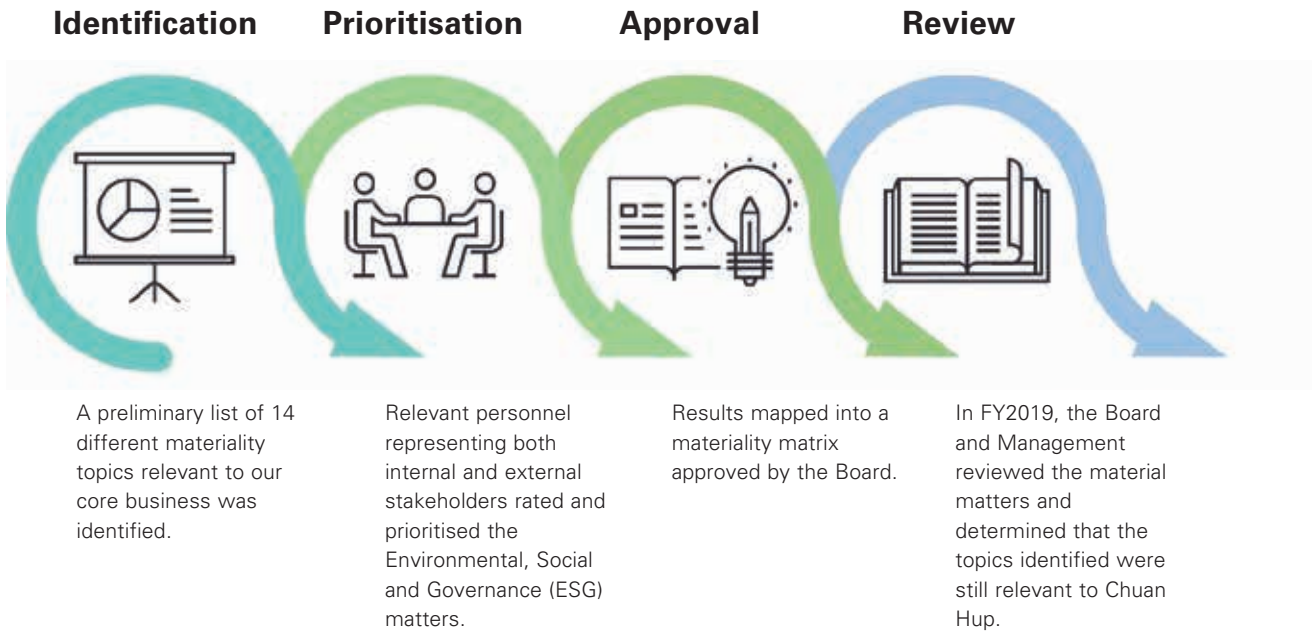 Identification
Prioritisation
Approval
Review
A preliminary list of 14
different materiality
topics relevant to our
core business was
identified.
Relevant personnel
representing both
internal and external
stakeholders rated and
prioritised the
Environmental, Social
and Governance (ESG)
matters.
Results mapped into a
materiality matrix
approved by the Board.
In FY2019, the Board
and Management
reviewed the material
matters and
determined that the
topics identified were
still relevant to Chuan
Hup.